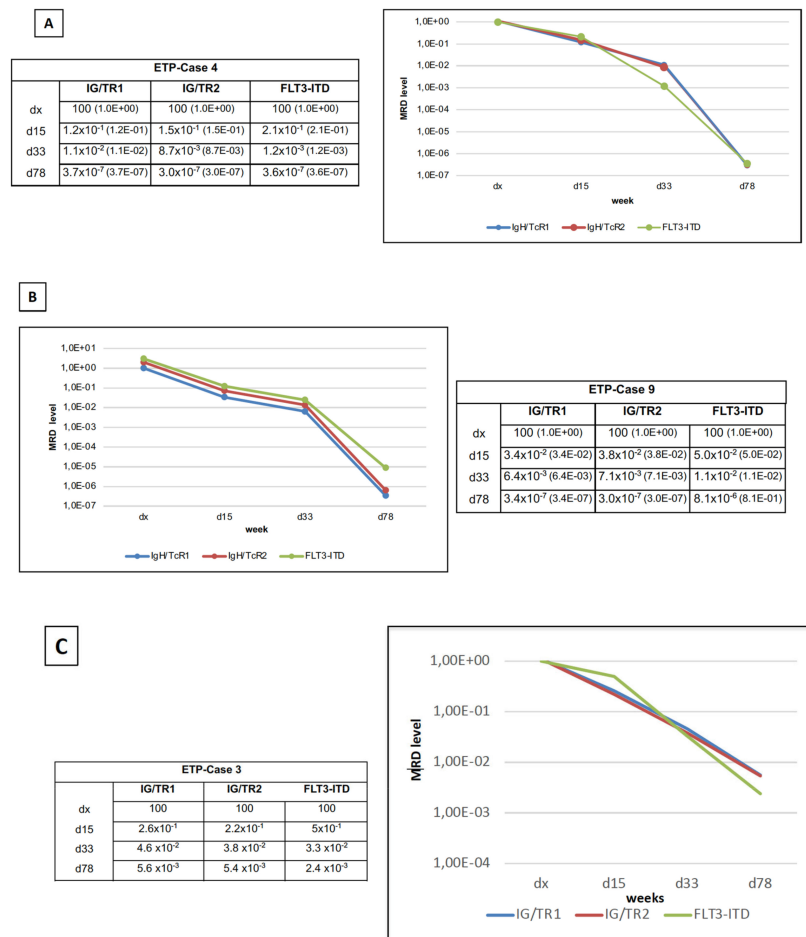 A
ETP-Case 4
IG/TR1 IG/TR2 FLT3-ITD
dx 100 (1.0E+00) 100 (1.0E+00) 100 (1.0E+00)
d15 1.2x10⁻¹ (1.2E-01) 1.5x10⁻¹ (1.5E-01) 2.1x10⁻¹ (2.1E-01)
d33 1.1x10⁻² (1.1E-02) 8.7x10⁻³ (8.7E-03) 1.2x10⁻³ (1.2E-03)
d78 3.7x10⁻⁷ (3.7E-07) 3.0x10⁻⁷ (3.0E-07) 3.6x10⁻⁷ (3.6E-07)
MRD level
1,0E+00
1,0E-01
1,0E-02
1,0E-03
1,0E-04
1,0E-05
1,0E-06
1,0E-07
dx d15 d33 d78
week
IgH/TcR1 IgH/TcR2 FLT3-ITD
B
MRD level
1,0E+01
1,0E+00
1,0E-01
1,0E-02
1,0E-03
1,0E-04
1,0E-05
1,0E-06
1,0E-07
dx d15 d33 d78
week
IgH/TcR1 IgH/TcR2 FLT3-ITD
ETP-Case 9
IG/TR1 IG/TR2 FLT3-ITD
dx 100 (1.0E+00) 100 (1.0E+00) 100 (1.0E+00)
d15 3.4x10⁻² (3.4E-02) 3.8x10⁻² (3.8E-02) 5.0x10⁻² (5.0E-02)
d33 6.4x10⁻³ (6.4E-03) 7.1x10⁻³ (7.1E-03) 1.1x10⁻² (1.1E-02)
d78 3.4x10⁻⁷ (3.4E-07) 3.0x10⁻⁷ (3.0E-07) 8.1x10⁻⁶ (8.1E-01)
C
ETP-Case 3
IG/TR1 IG/TR2 FLT3-ITD
dx 100 100 100
d15 2.6x10⁻¹ 2.2x10⁻¹ 5x10⁻¹
d33 4.6 x10⁻² 3.8 x10⁻² 3.3 x10⁻²
d78 5.6 x10⁻³ 5.4 x10⁻³ 2.4 x10⁻³
MRD level
1,00E+00
1,00E-01
1,00E-02
1,00E-03
1,00E-04
dx d15 d33 d78
weeks
IG/TR1 IG/TR2 FLT3-ITD